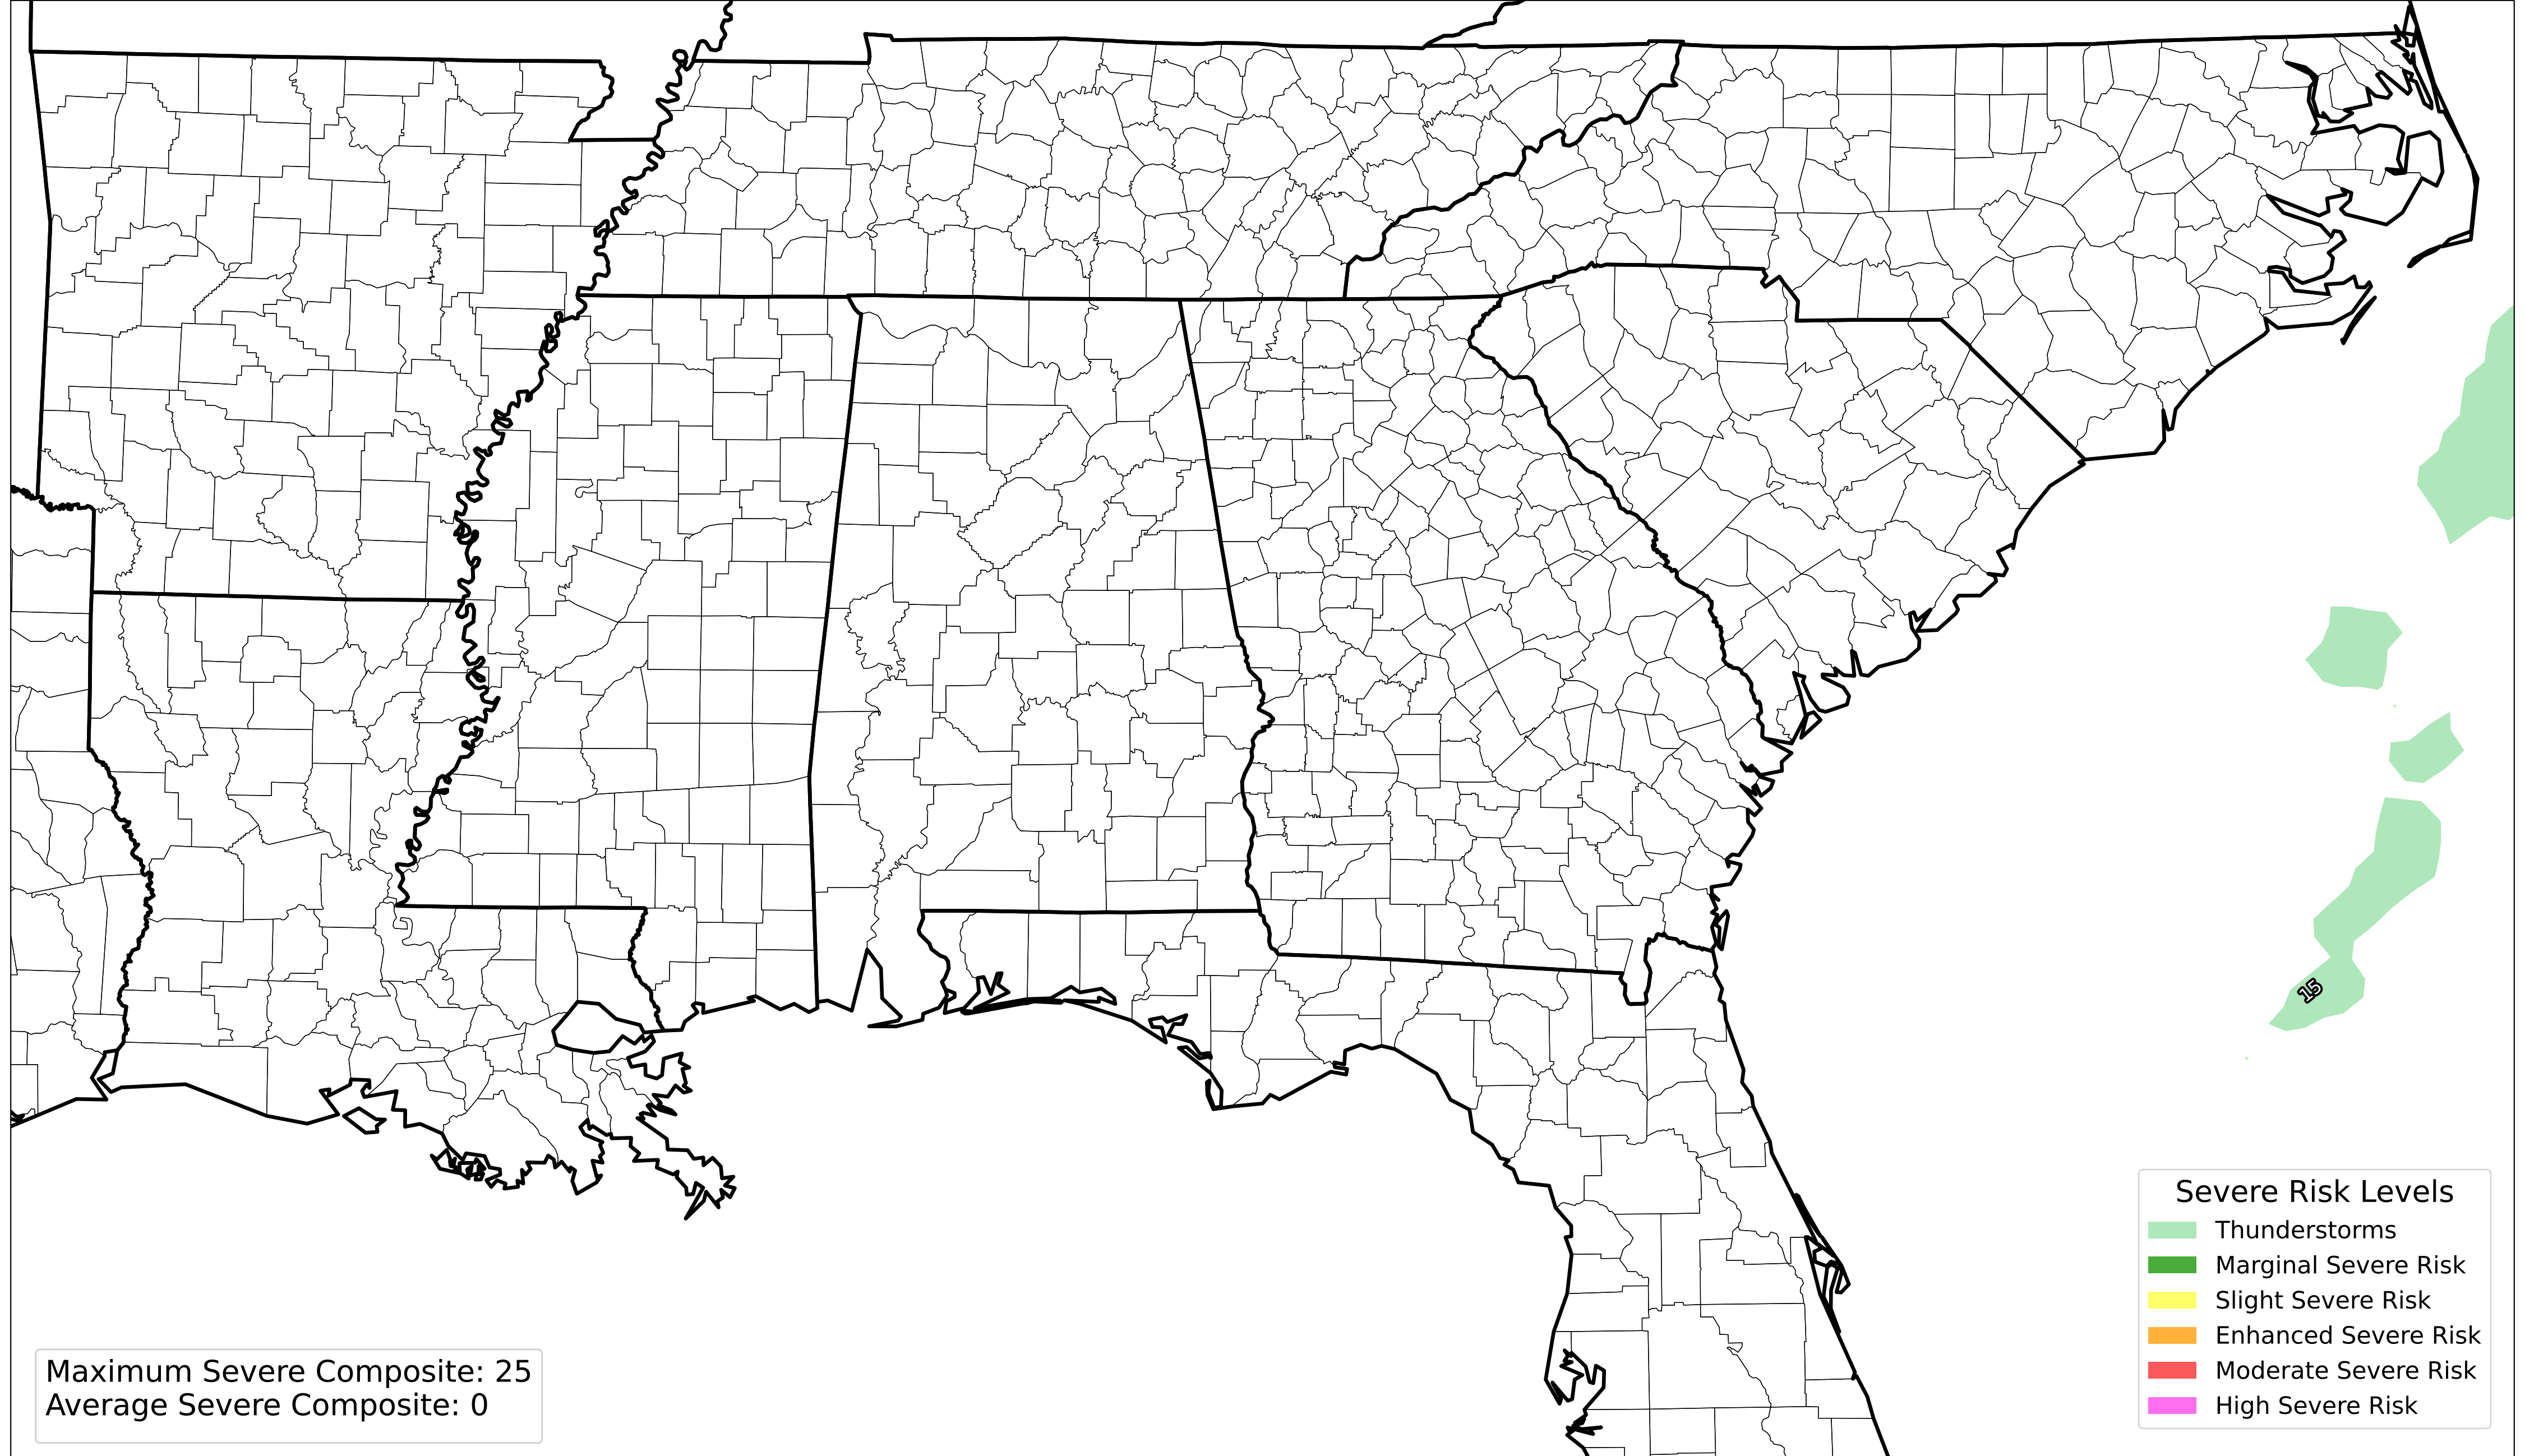 15
Severe Risk Levels
Thunderstorms
Marginal Severe Risk
Slight Severe Risk
Enhanced Severe Risk
Moderate Severe Risk
High Severe Risk
Maximum Severe Composite: 25
Average Severe Composite: 0